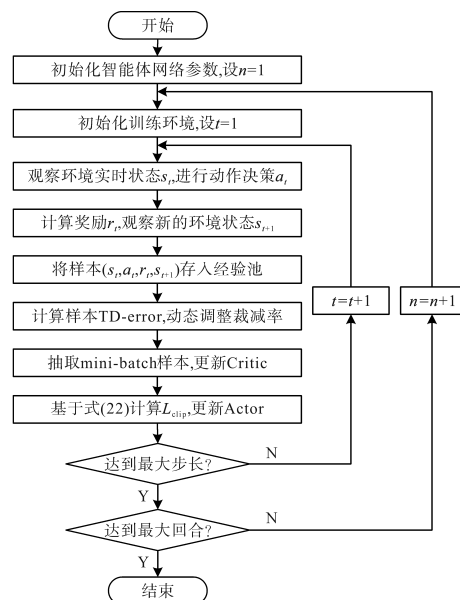 开始
初始化智能体网络参数,设n=1
初始化训练环境,设t=1
观察环境实时状态s_t,进行动作决策a_t
计算奖励r_t,观察新的环境状态s_{t+1}
将样本(s_t,a_t,r_t,s_{t+1})存入经验池
计算样本TD-error,动态调整裁减率
t=t+1
n=n+1
抽取mini-batch样本,更新Critic
基于式(22)计算L_{clip},更新Actor
达到最大步长?
N
Y
达到最大回合?
N
Y
结束